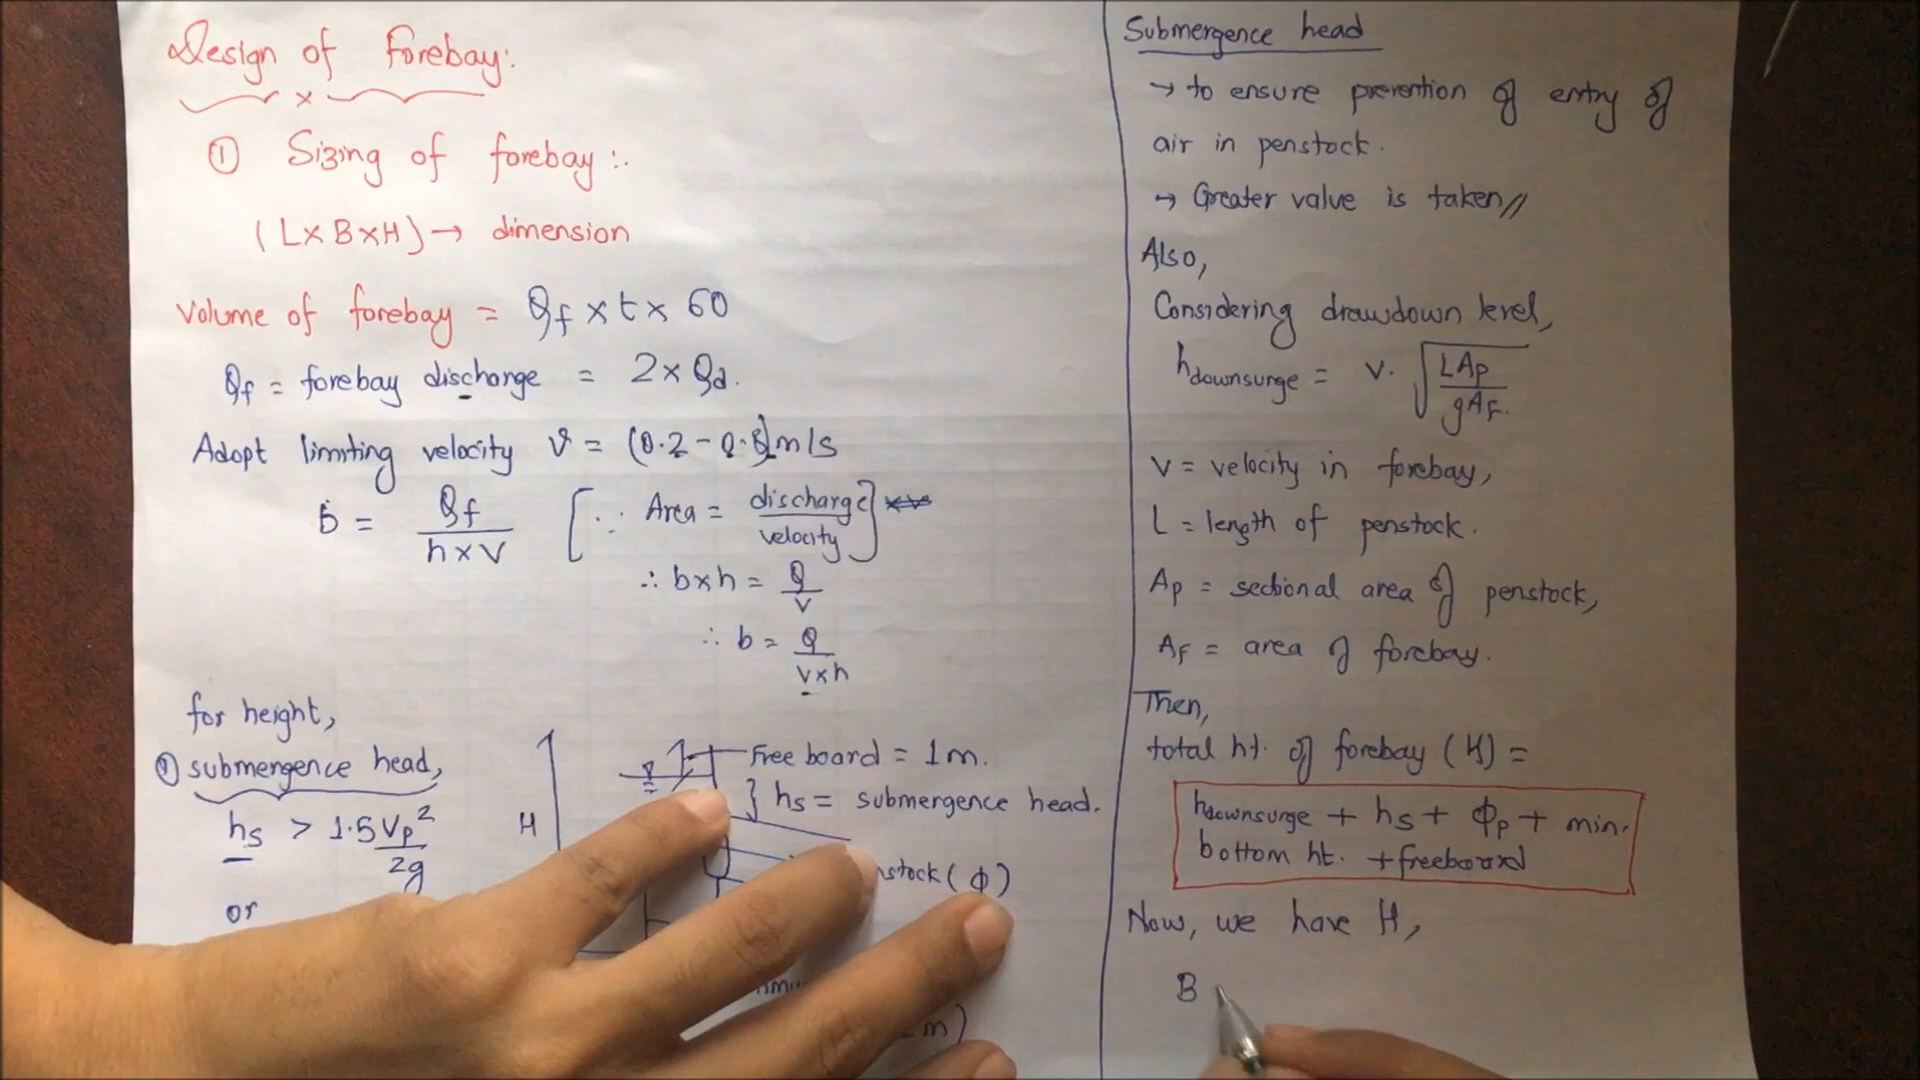 Design of Forebay:
① Sizing of forebay :.
(L x B x H) → dimension
Volume of forebay = Qf x t x 60
Qf = forebay discharge = 2 x Qd.
Adopt limiting velocity v = (0.2 - 0. ) m/s
B = Qf / h x v [∵ Area = discharge / velocity]
∴ b x h = Q / v
∴ b = Q / v x h
for height,
submergence head,
hs > 1.5 Vp² / 2g
or
Free board = 1m.
hs = submergence head.
H
stock (ϕ)
m)
Submergence head
→ to ensure prevention of entry of
air in penstock.
→ Greater value is taken //
Also,
Considering drawdown level,
hdownsurge = v. √(LAp / gAF.)
V = velocity in forebay,
L = length of penstock.
Ap = sectional area of penstock,
AF = area of forebay.
Then,
total ht. of forebay (H) =
hdownsurge + hs + ϕp + min.
bottom ht. + freeboard
Now, we have H,
B